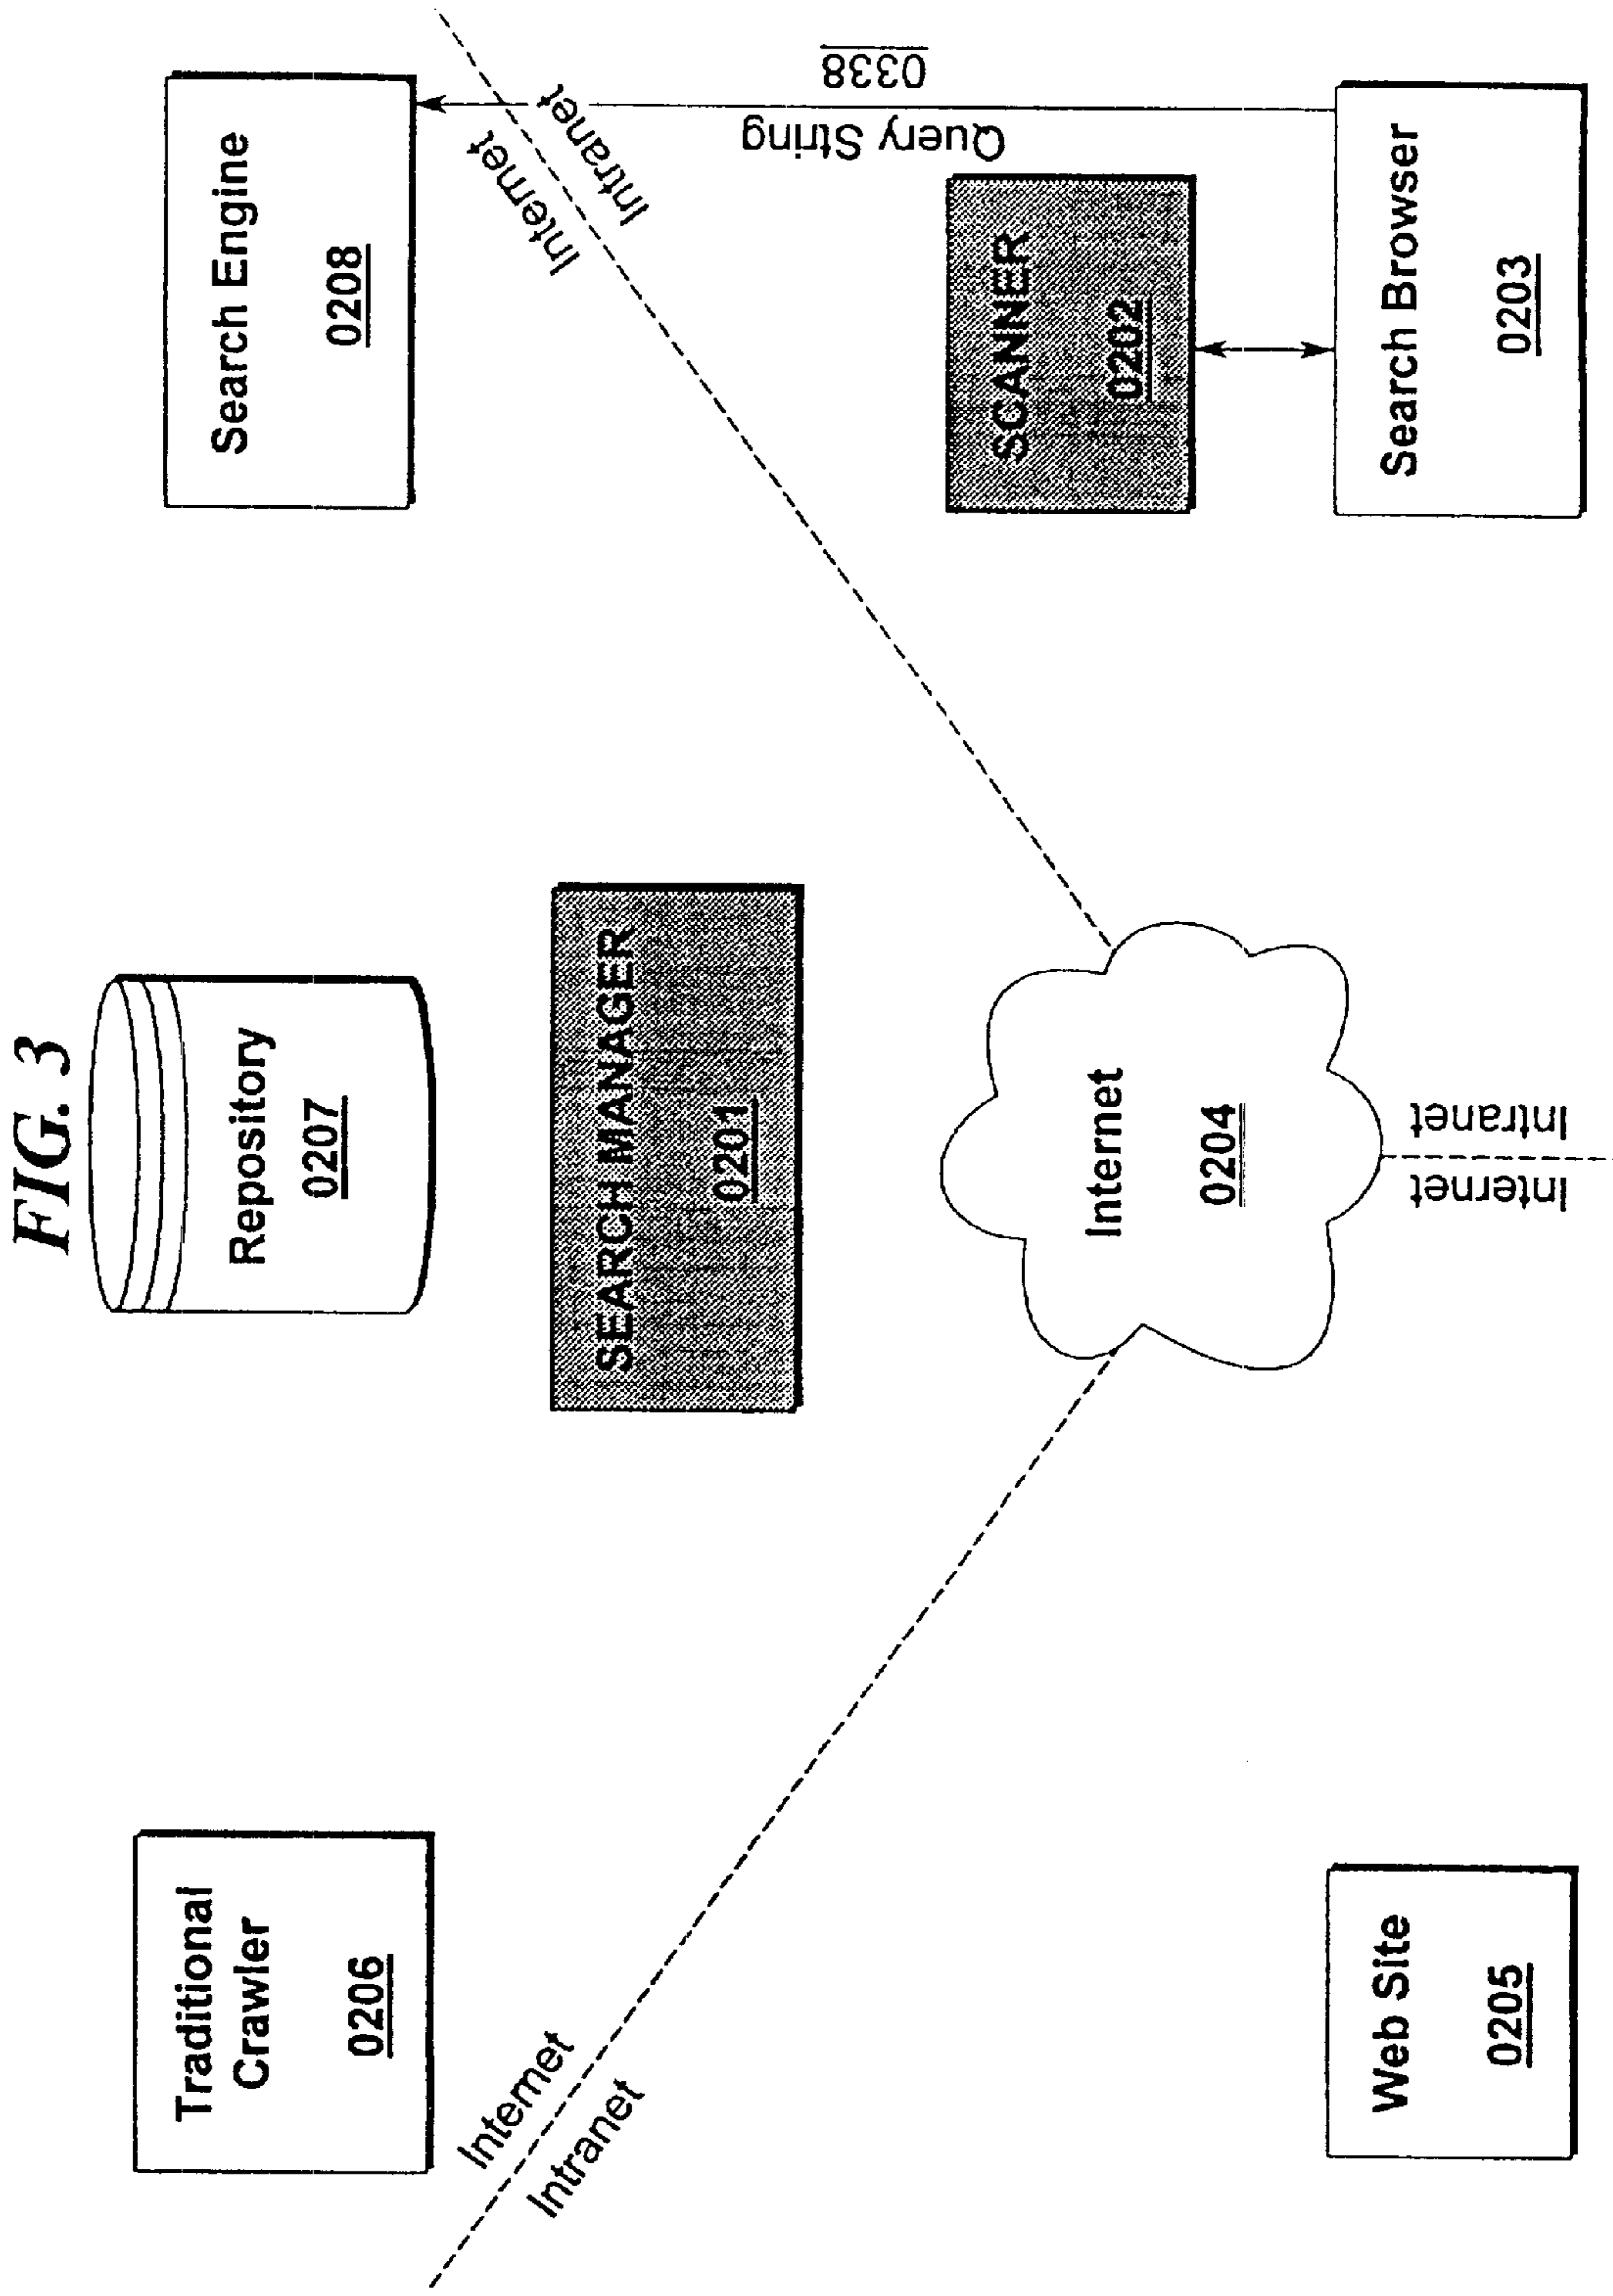 FIG. 3
Traditional
Crawler
0206
Repository
0207
Search Engine
0208
Internet
Intranet
Internet
Intranet
SEARCH MANAGER
0201
Query String
0338
SCANNER
0202
Internet
0204
Web Site
0205
Internet
Intranet
Search Browser
0203